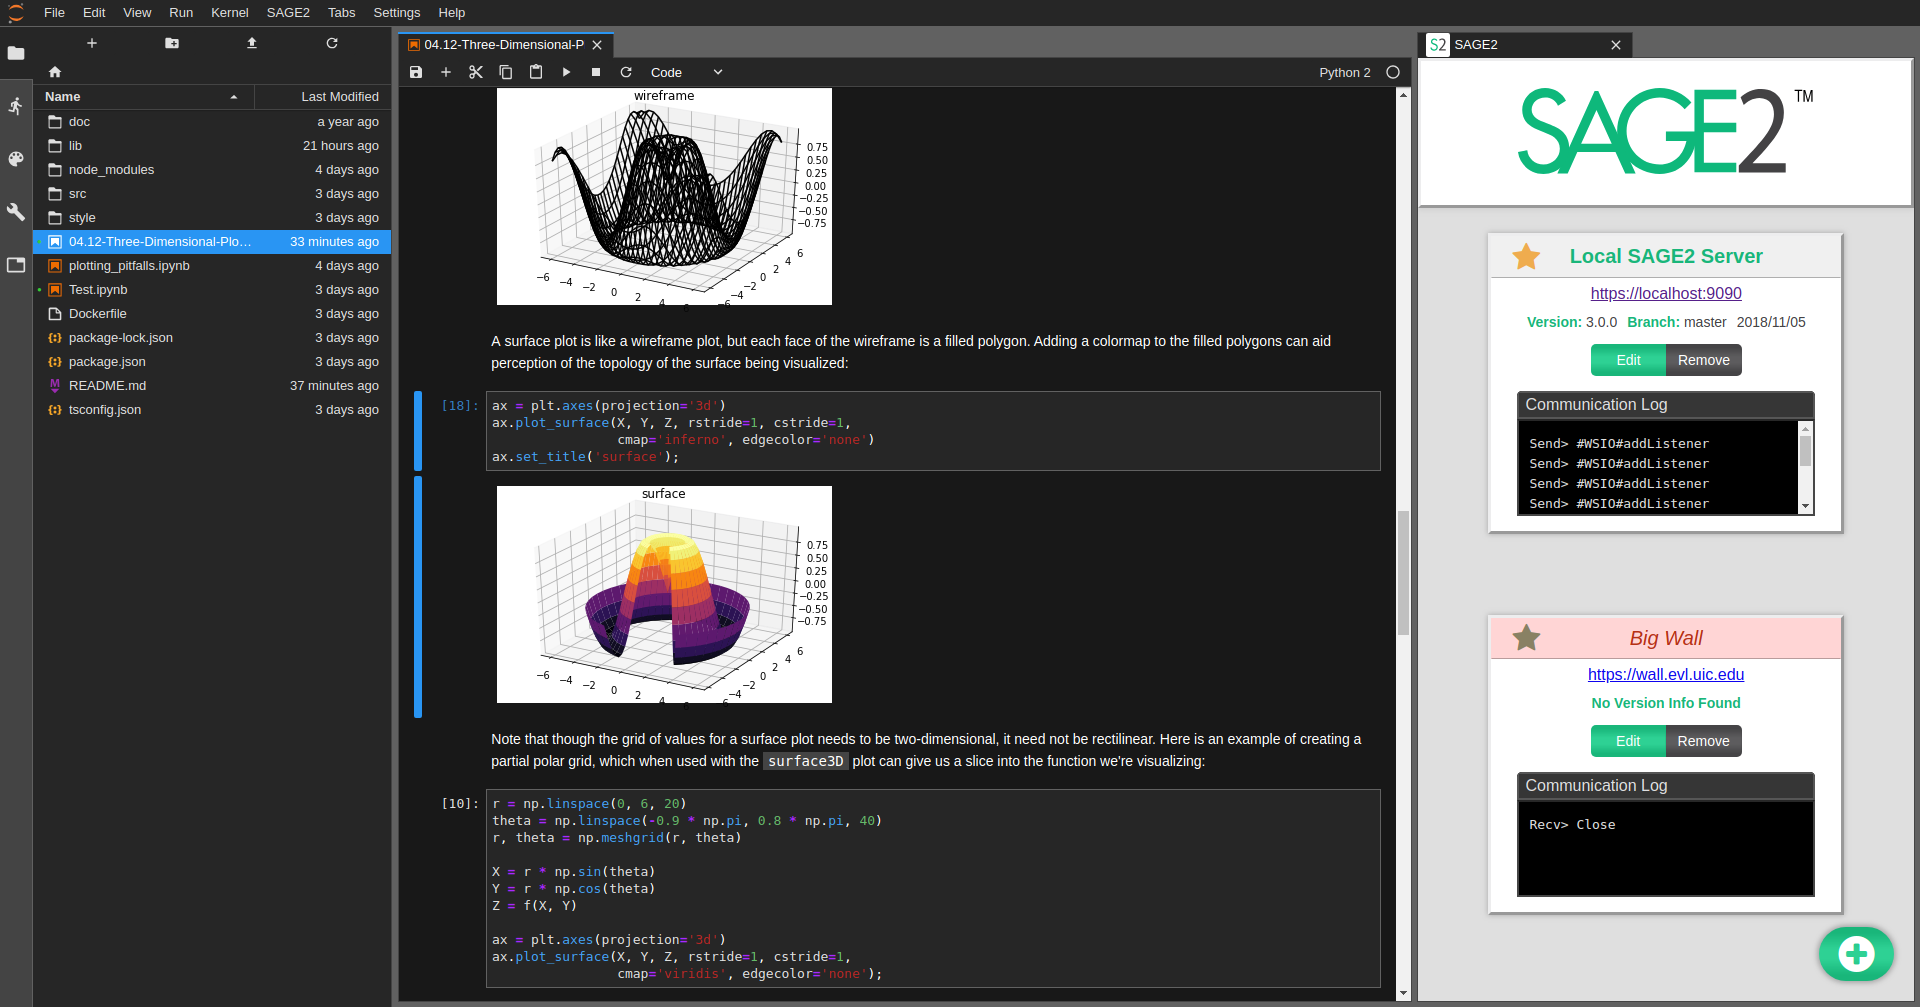 File Edit View Run Kernel SAGE2 Tabs Settings Help
Name Last Modified
doc a year ago
lib 21 hours ago
node_modules 4 days ago
src 3 days ago
style 3 days ago
04.12-Three-Dimensional-Plo… 33 minutes ago
plotting_pitfalls.ipynb 4 days ago
Test.ipynb 3 days ago
Dockerfile 3 days ago
package-lock.json 3 days ago
package.json 3 days ago
README.md 37 minutes ago
tsconfig.json 3 days ago
04.12-Three-Dimensional-P
Code Python 2
wireframe
0.75
0.50
0.25
0.00
−0.25
−0.50
−0.75
−6 −4 −2 0 2 4 6
−6 −4 −2 0 2 4 6
A surface plot is like a wireframe plot, but each face of the wireframe is a filled polygon. Adding a colormap to the filled polygons can aid
perception of the topology of the surface being visualized:
[18]: ax = plt.axes(projection='3d')
ax.plot_surface(X, Y, Z, rstride=1, cstride=1,
cmap='inferno', edgecolor='none')
ax.set_title('surface');
surface
0.75
0.50
0.25
0.00
−0.25
−0.50
−0.75
−6 −4 −2 0 2 4 6
6 −4 −2 0 2 4 6
Note that though the grid of values for a surface plot needs to be two-dimensional, it need not be rectilinear. Here is an example of creating a
partial polar grid, which when used with the surface3D plot can give us a slice into the function we're visualizing:
[10]: r = np.linspace(0, 6, 20)
theta = np.linspace(-0.9 * np.pi, 0.8 * np.pi, 40)
r, theta = np.meshgrid(r, theta)
X = r * np.sin(theta)
Y = r * np.cos(theta)
Z = f(X, Y)
ax = plt.axes(projection='3d')
ax.plot_surface(X, Y, Z, rstride=1, cstride=1,
cmap='viridis', edgecolor='none');
S2 SAGE2
SAGE2 TM
Local SAGE2 Server
https://localhost:9090
Version: 3.0.0 Branch: master 2018/11/05
Edit Remove
Communication Log
Send> #WSIO#addListener
Send> #WSIO#addListener
Send> #WSIO#addListener
Send> #WSIO#addListener
Big Wall
https://wall.evl.uic.edu
No Version Info Found
Edit Remove
Communication Log
Recv> Close